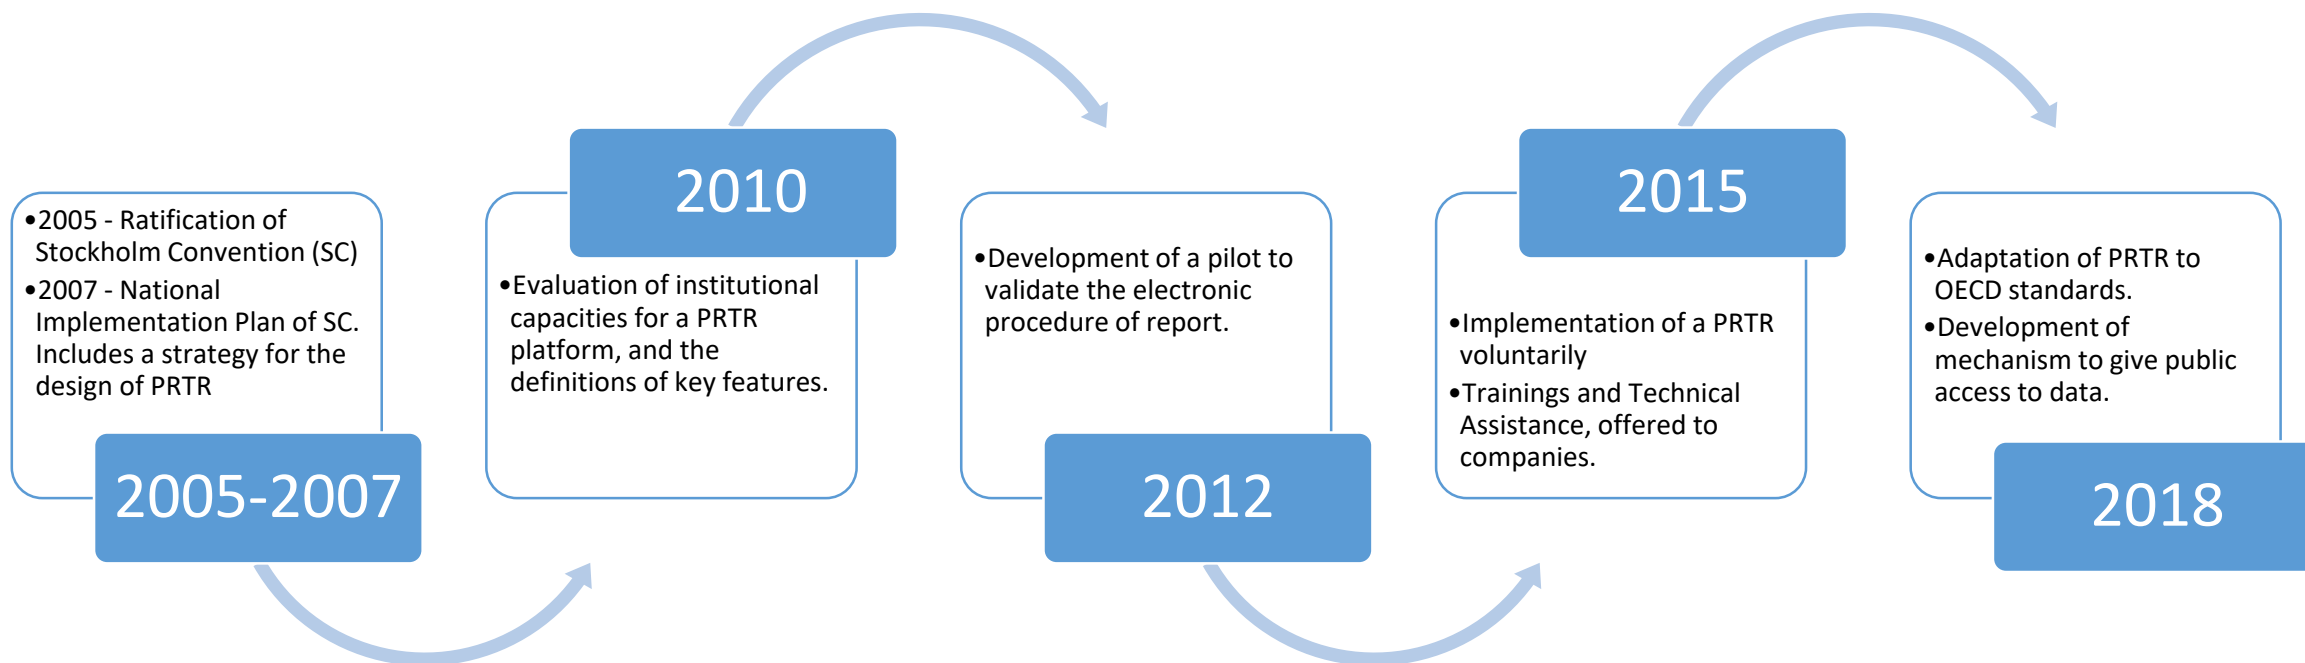 •2005 - Ratification of
Stockholm Convention (SC)
•2007 - National
Implementation Plan of SC.
Includes a strategy for the
design of PRTR
2005-2007
2010
•Evaluation of institutional
capacities for a PRTR
platform, and the
definitions of key features.
•Development of a pilot to
validate the electronic
procedure of report.
2012
2015
•Implementation of a PRTR
voluntarily
•Trainings and Technical
Assistance, offered to
companies.
•Adaptation of PRTR to
OECD standards.
•Development of
mechanism to give public
access to data.
2018